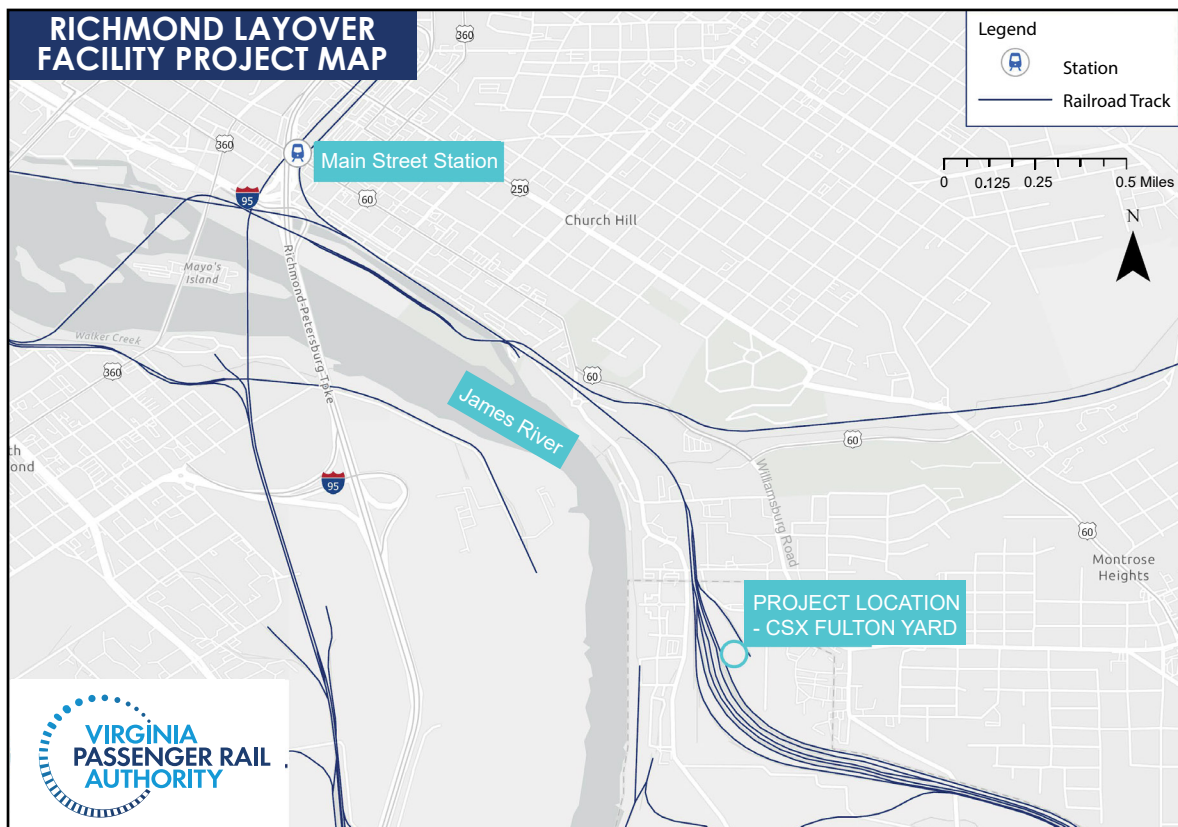 RICHMOND LAYOVER
FACILITY PROJECT MAP
Legend
Station
Railroad Track
0 0.125 0.25 0.5 Miles
N
360
360
Main Street Station
95
60
250
Church Hill
Mayo's
Island
Richmond-Petersburg Tpke
Walker Creek
360
60
James River
60
Williamsburg Road
th
ond
95
60
Montrose
Heights
PROJECT LOCATION
- CSX FULTON YARD
VIRGINIA
PASSENGER RAIL
AUTHORITY